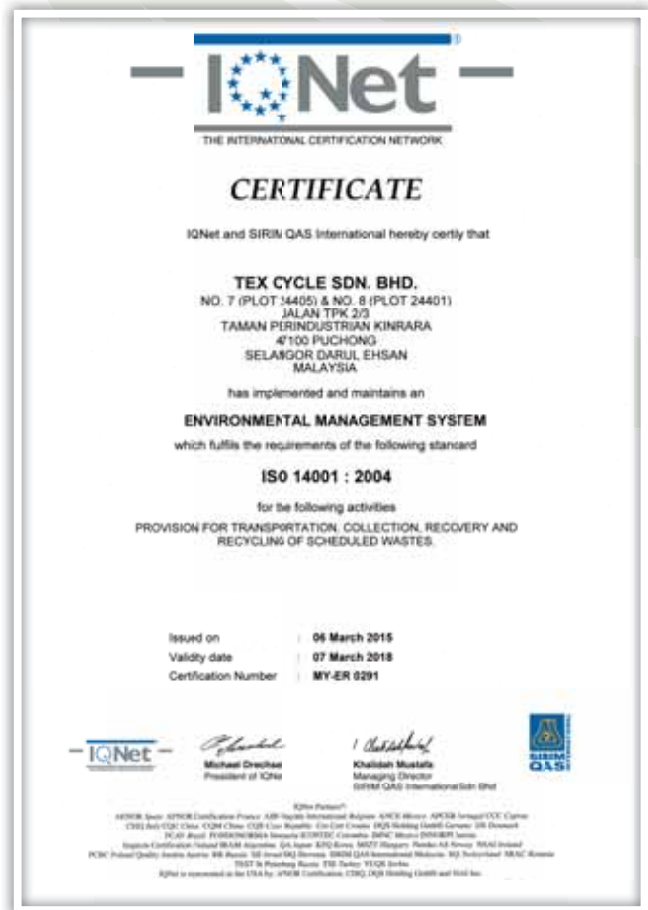 IQNet ®
THE INTERNATIONAL CERTIFICATION NETWORK
CERTIFICATE
IQNet and SIRIM QAS International hereby certify that
TEX CYCLE SDN. BHD.
NO. 7 (PLOT 24405) & NO. 8 (PLOT 24401)
JALAN TPK 2/3
TAMAN PERINDUSTRIAN KINRARA
47100 PUCHONG
SELANGOR DARUL EHSAN
MALAYSIA
has implemented and maintains an
ENVIRONMENTAL MANAGEMENT SYSTEM
which fulfils the requirements of the following standard
ISO 14001 : 2004
for the following activities
PROVISION FOR TRANSPORTATION, COLLECTION, RECOVERY AND
RECYCLING OF SCHEDULED WASTES.
Issued on : 06 March 2015
Validity date : 07 March 2018
Certification Number : MY-ER 0291
IQNet
Michael Drechse
President of IQNe
Khalidah Mustafa
Managing Director
SIRIM QAS International Sdn Bhd
SIRIM
QAS
INTERNATIONAL
IQNet Partners*: